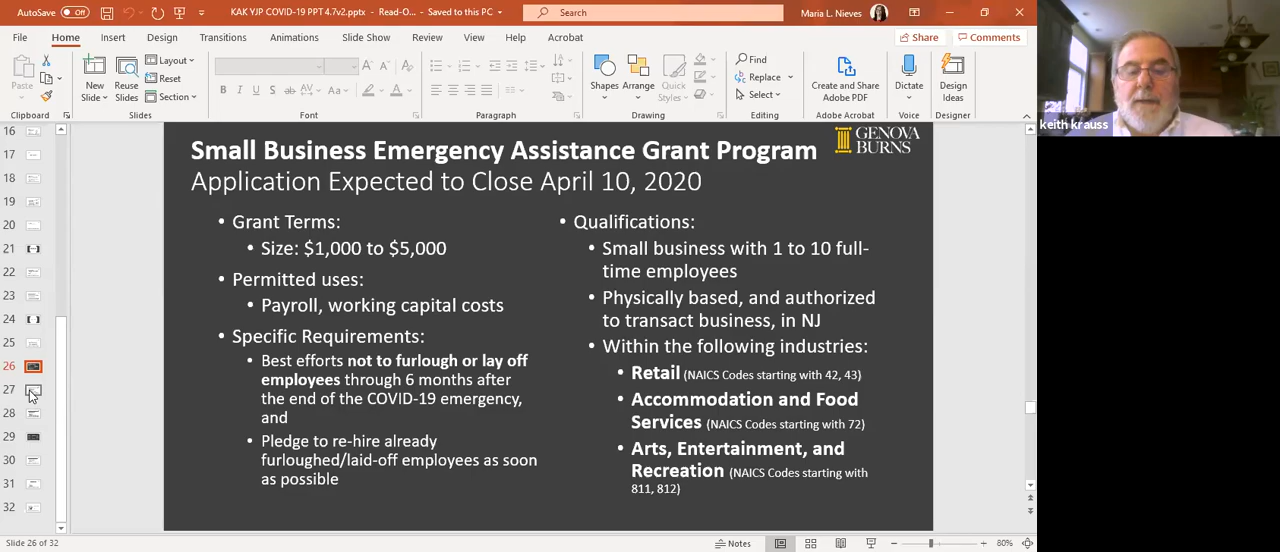 AutoSave Off KAK YJP COVID-19 PPT 4.7v2.pptx - Read-O... - Saved to this PC Search Maria L. Nieves
File Home Insert Design Transitions Animations Slide Show Review View Help Acrobat Share Comments
Paste
New Slide
Reuse Slides
Layout
Reset
Section
Shapes
Arrange
Quick Styles
Find
Replace
Select
Create and Share Adobe PDF
Dictate
Design Ideas
Clipboard Slides Font Paragraph Drawing Editing Adobe Acrobat Voice Designer
16
17
18
19
20
21
22
23
24
25
26
27
28
29
30
31
32
Small Business Emergency Assistance Grant Program
Application Expected to Close April 10, 2020
GENOVA
BURNS
• Grant Terms:
• Size: $1,000 to $5,000
• Permitted uses:
• Payroll, working capital costs
• Specific Requirements:
• Best efforts not to furlough or lay off
employees through 6 months after
the end of the COVID-19 emergency,
and
• Pledge to re-hire already
furloughed/laid-off employees as soon
as possible
• Qualifications:
• Small business with 1 to 10 full-
time employees
• Physically based, and authorized
to transact business, in NJ
• Within the following industries:
• Retail (NAICS Codes starting with 42, 43)
• Accommodation and Food
Services (NAICS Codes starting with 72)
• Arts, Entertainment, and
Recreation (NAICS Codes starting with
811, 812)
Slide 26 of 32 Notes 80%
keith krauss